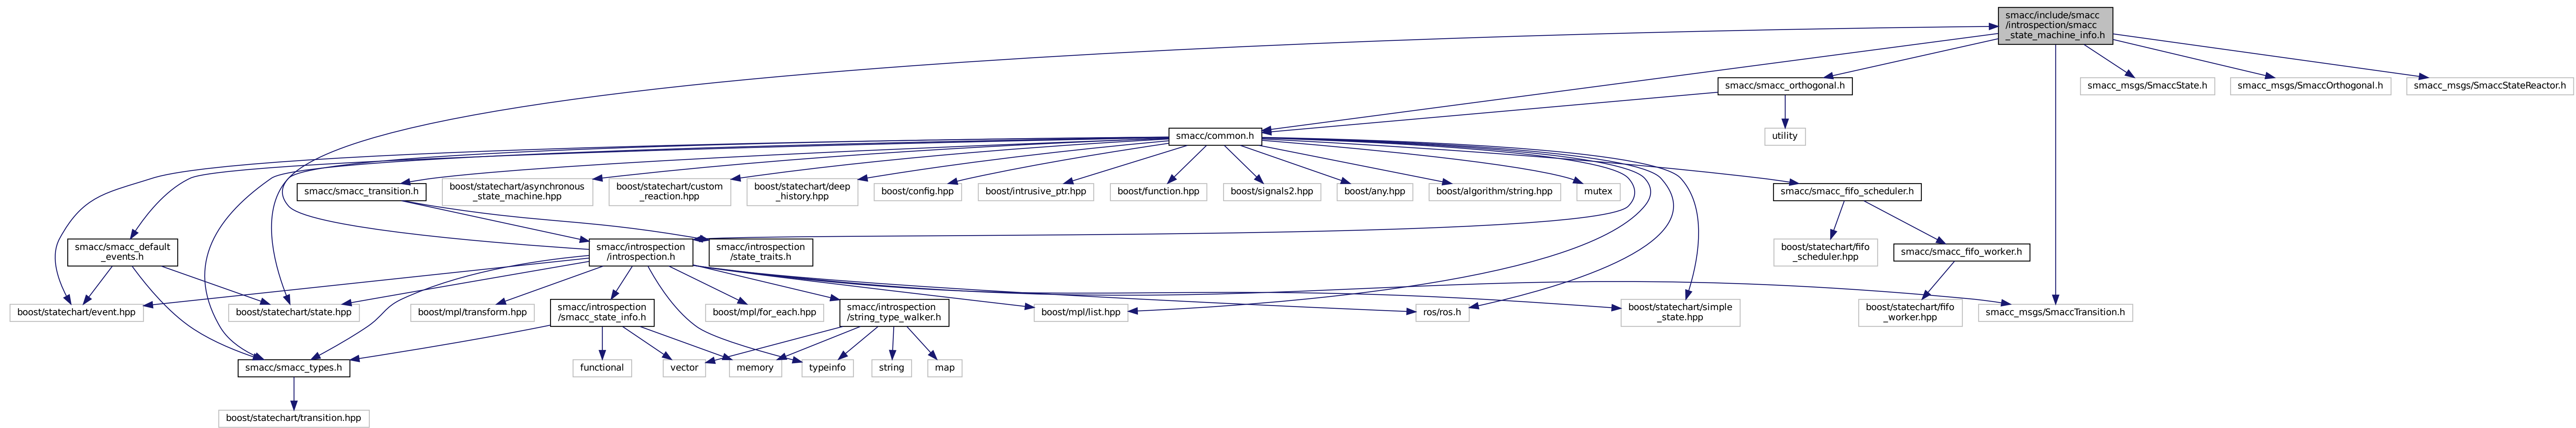 smacc/include/smacc
/introspection/smacc
_state_machine_info.h
smacc/smacc_orthogonal.h
smacc_msgs/SmaccState.h
smacc_msgs/SmaccOrthogonal.h
smacc_msgs/SmaccStateReactor.h
smacc/common.h
utility
smacc/smacc_transition.h
boost/statechart/asynchronous
_state_machine.hpp
boost/statechart/custom
_reaction.hpp
boost/statechart/deep
_history.hpp
boost/config.hpp
boost/intrusive_ptr.hpp
boost/function.hpp
boost/signals2.hpp
boost/any.hpp
boost/algorithm/string.hpp
mutex
smacc/smacc_fifo_scheduler.h
smacc/smacc_default
_events.h
smacc/introspection
/introspection.h
smacc/introspection
/state_traits.h
boost/statechart/fifo
_scheduler.hpp
smacc/smacc_fifo_worker.h
boost/statechart/event.hpp
boost/statechart/state.hpp
boost/mpl/transform.hpp
smacc/introspection
/smacc_state_info.h
boost/mpl/for_each.hpp
smacc/introspection
/string_type_walker.h
boost/mpl/list.hpp
ros/ros.h
boost/statechart/simple
_state.hpp
boost/statechart/fifo
_worker.hpp
smacc_msgs/SmaccTransition.h
smacc/smacc_types.h
functional
vector
memory
typeinfo
string
map
boost/statechart/transition.hpp